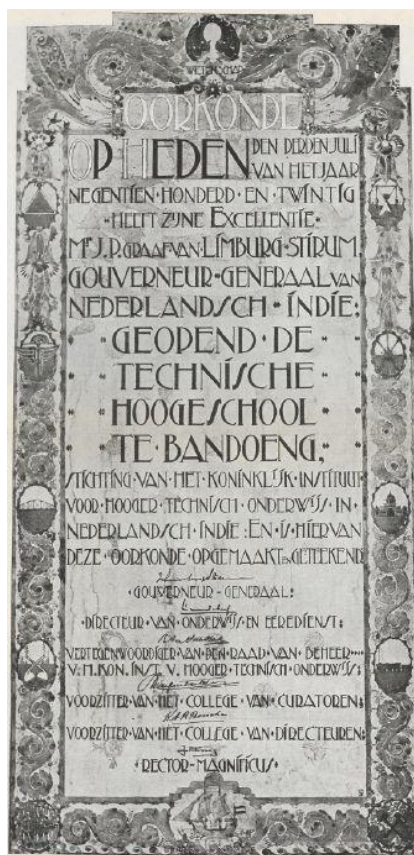 WETENSCHAP
OORKONDE
OP HEDEN DEN DERDEN JULI
VAN HET JAAR
NEGENTIEN·HONDERD·EN·TWINTIG
·HEEFT ZIJNE EXCELLENTIE·
Mr J.P. GRAAF VAN LIMBURG·STIRUM,
GOUVERNEUR·GENERAAL VAN
NEDERLANDSCH·INDIE;
GEOPEND·DE
TECHNISCHE
HOOGESCHOOL
TE·BANDOENG,
STICHTING·VAN·HET·KONINKLIJK·INSTITUUT
VOOR·HOOGER·TECHNISCH·ONDERWIJS·IN
NEDERLANDSCH·INDIE:EN·IS·HIERVAN
DEZE·OORKONDE·OPGEMAAKT EN GETEEKEND:
GOUVERNEUR-GENERAAL:
·DIRECTEUR·VAN·ONDERWIJS·EN·EEREDIENST;
VERTEGENWOORDIGER·VAN·DEN·RAAD·VAN·BEHEER····
V.H.KON.INST.V.HOOGER·TECHNISCH·ONDERWIJS;
VOORZITTER·VAN·HET·COLLEGE·VAN·CURATOREN;
VOORZITTER·VAN·HET·COLLEGE·VAN·DIRECTEUREN;
·RECTOR-MAGNIFICUS·